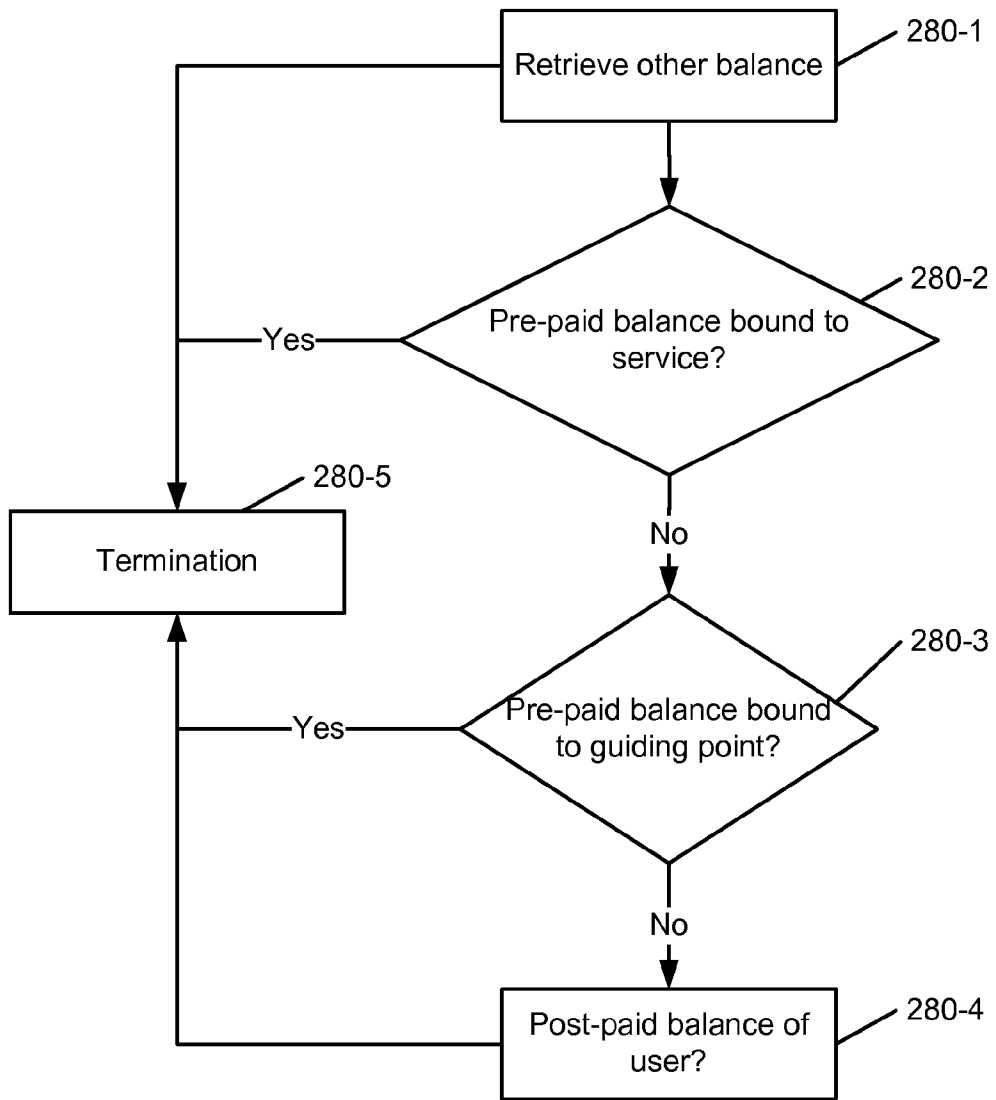 280-1
Retrieve other balance
280-2
Pre-paid balance bound to
service?
Yes
280-5
Termination
No
280-3
Pre-paid balance bound
to guiding point?
Yes
No
280-4
Post-paid balance of
user?